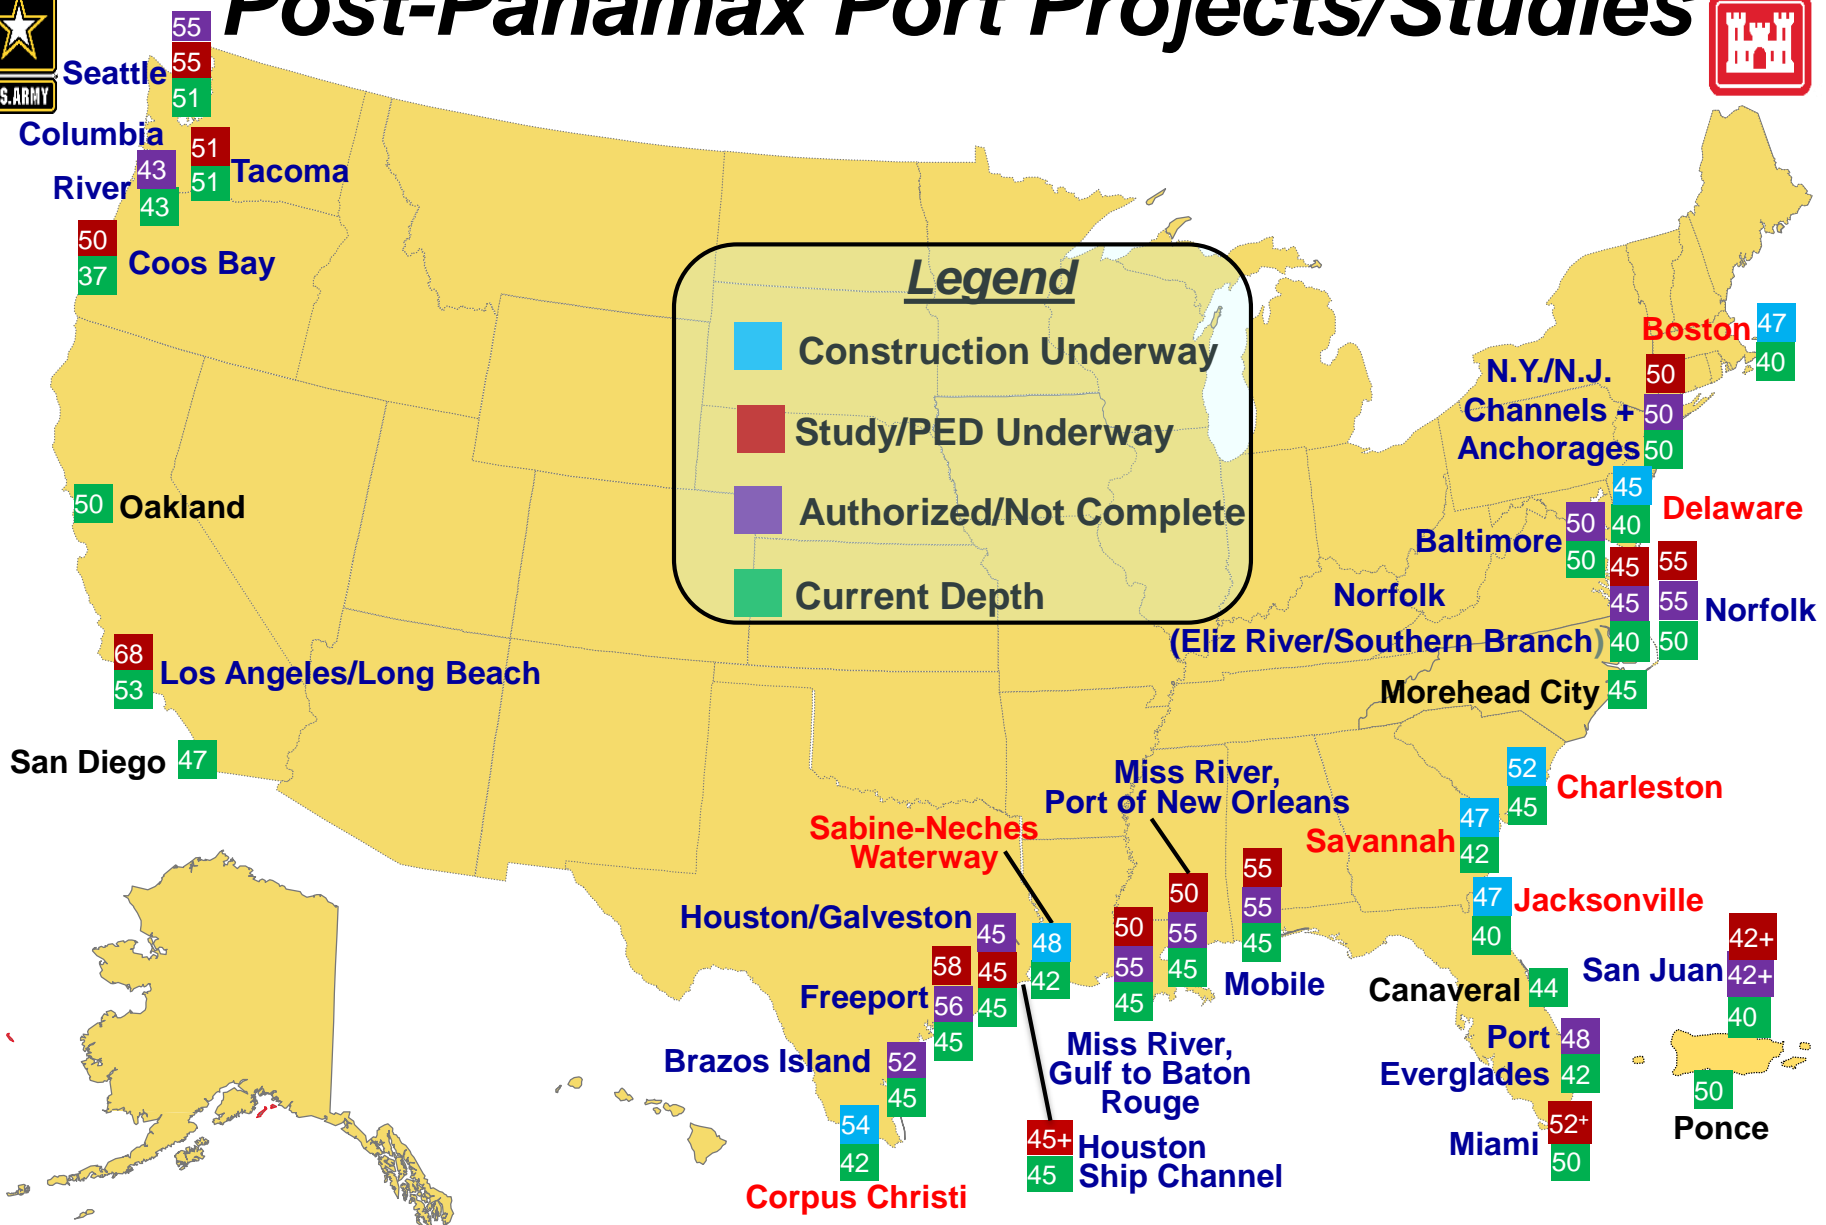 Post-Panamax Port Projects/Studies
S.ARMY
55
Seattle
55
51
Columbia
River
43
43
51
51
Tacoma
50
37
Coos Bay
50
Oakland
68
53
Los Angeles/Long Beach
San Diego
47
Legend
Construction Underway
Study/PED Underway
Authorized/Not Complete
Current Depth
Boston
47
40
N.Y./N.J.
Channels +
Anchorages
50
50
50
45
40
Delaware
Baltimore
50
50
Norfolk
(Eliz River/Southern Branch)
45
45
40
55
55
50
Norfolk
Morehead City
45
52
45
Charleston
Savannah
47
42
47
40
Jacksonville
Canaveral
44
San Juan
42+
42+
40
Port
Everglades
48
42
50
Ponce
Miami
52+
50
Miss River,
Port of New Orleans
50
55
45
55
55
45
Mobile
50
55
45
Miss River,
Gulf to Baton
Rouge
Sabine-Neches
Waterway
48
42
Houston/Galveston
45
45
45
Freeport
58
56
45
Brazos Island
52
45
54
42
Corpus Christi
45+
45
Houston
Ship Channel